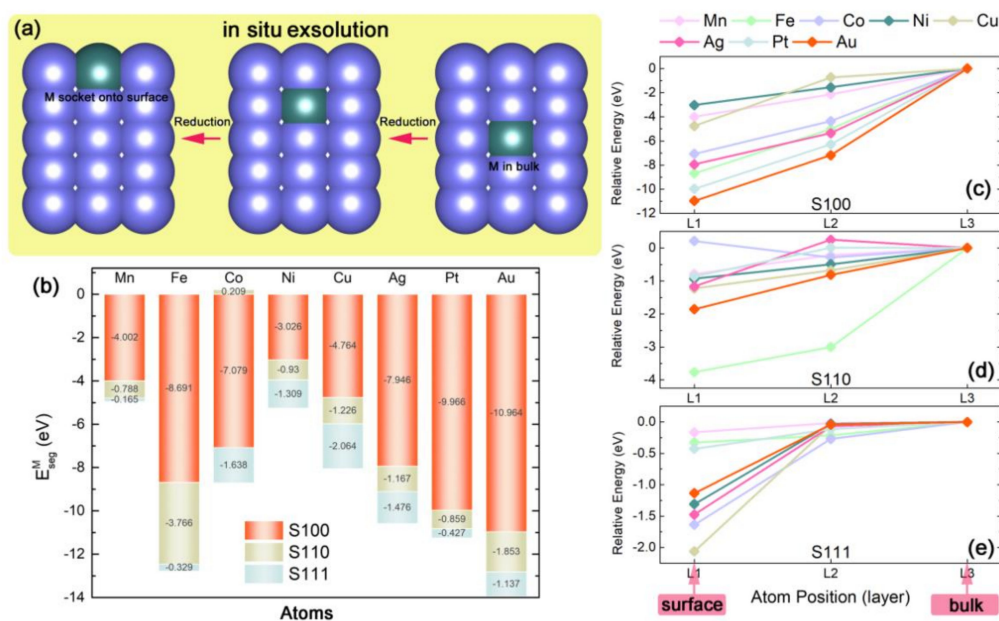 (a)
in situ exsolution
M socket onto surface
Reduction
Reduction
M in bulk
(b)
Mn Fe Co Ni Cu Ag Pt Au
0
-2
-4
-6
-8
-10
-12
-14
E_seg^M (eV)
0.209
-4.002
-0.788
-0.165
-8.691
-3.766
-0.329
-7.079
-1.638
-3.026
-0.93
-1.309
-4.764
-1.226
-2.064
-7.946
-1.167
-1.476
-9.966
-0.859
-0.427
-10.964
-1.853
-1.137
S100
S110
S111
Atoms
Mn Fe Co Ni Cu
Ag Pt Au
Relative Energy (eV)
0
-2
-4
-6
-8
-10
-12
(c)
S100
L1 L2 L3
Relative Energy (eV)
0
-1
-2
-3
-4
(d)
S110
L1 L2 L3
Relative Energy (eV)
0.0
-0.5
-1.0
-1.5
-2.0
(e)
S111
L1 L2 L3
surface
Atom Position (layer)
bulk